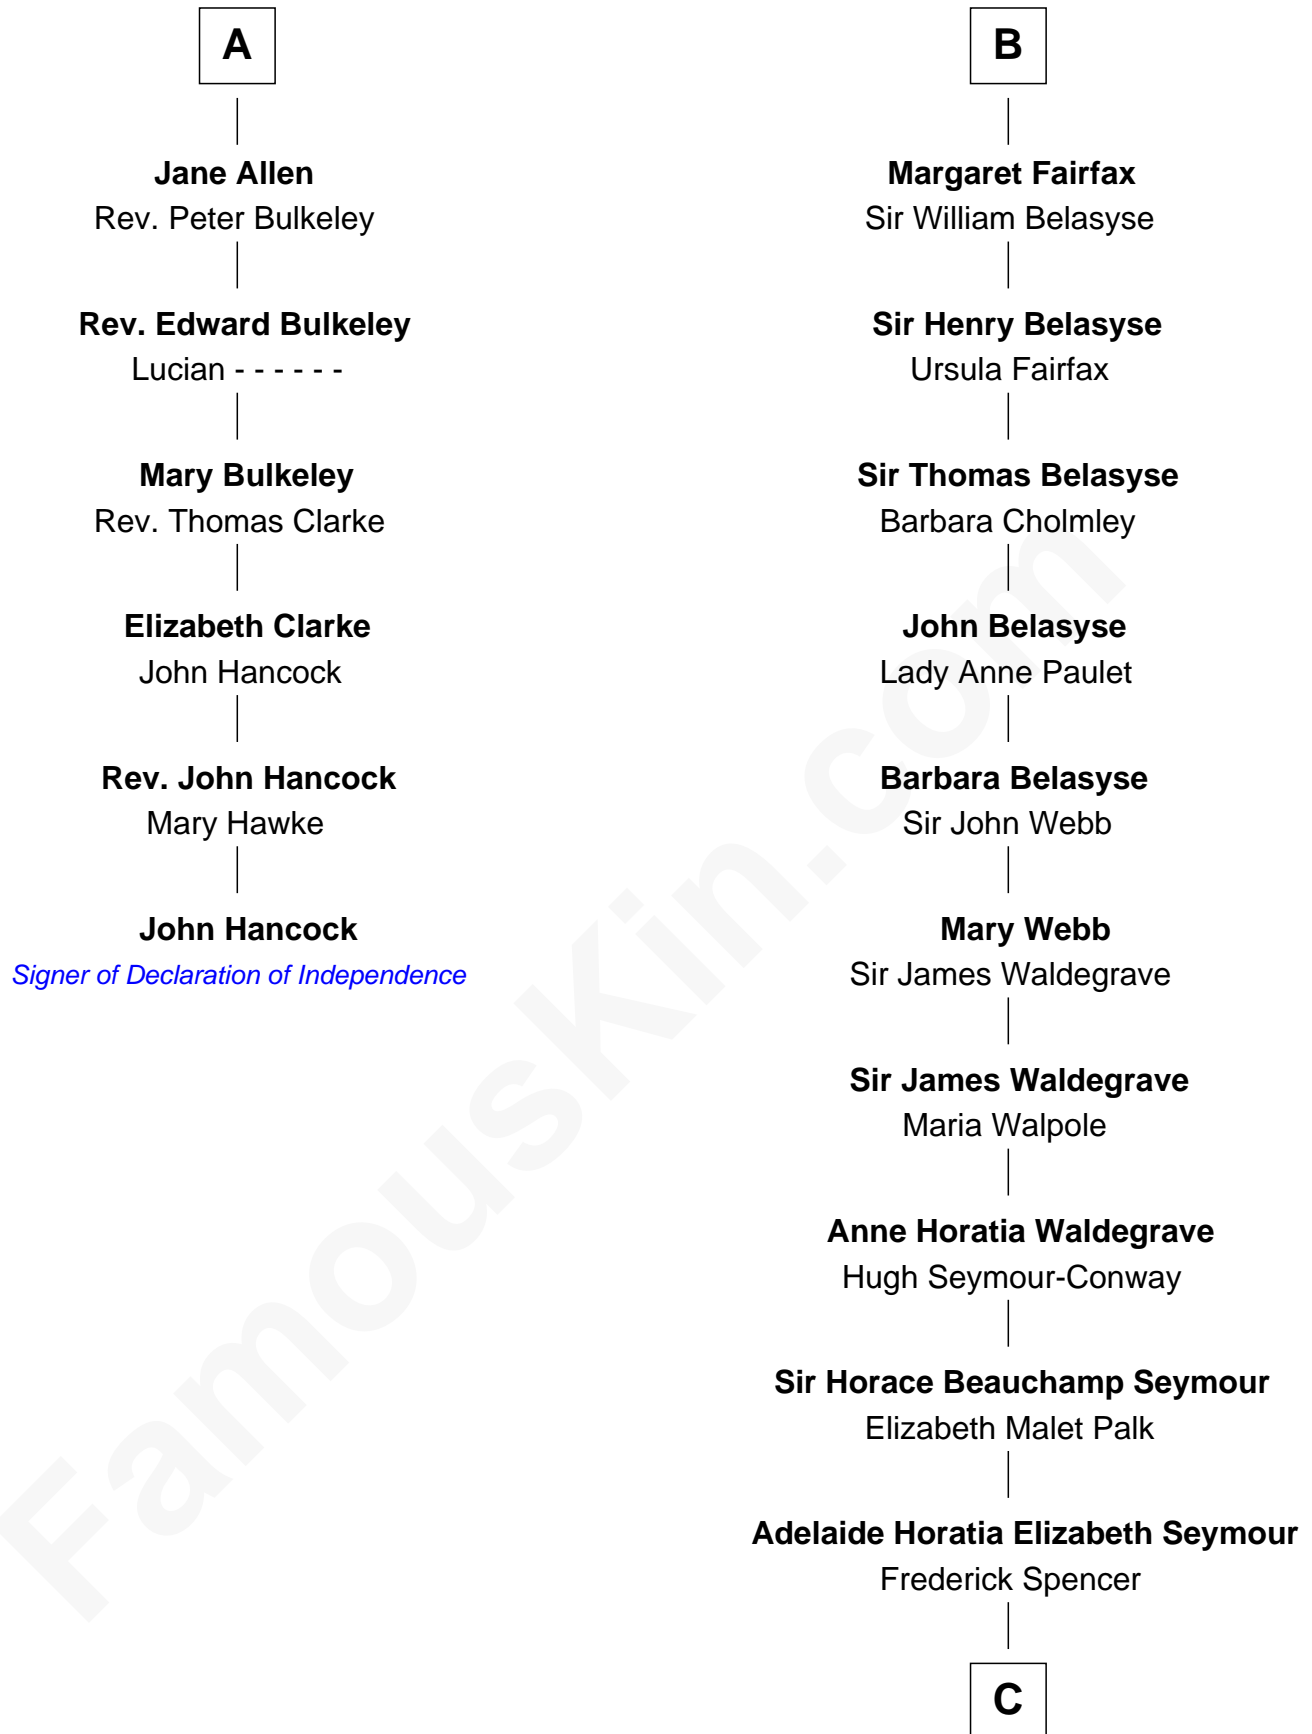 A
Jane Allen
Rev. Peter Bulkeley
Rev. Edward Bulkeley
Lucian - - - - - -
Mary Bulkeley
Rev. Thomas Clarke
Elizabeth Clarke
John Hancock
Rev. John Hancock
Mary Hawke
John Hancock
Signer of Declaration of Independence
B
Margaret Fairfax
Sir William Belasyse
Sir Henry Belasyse
Ursula Fairfax
Sir Thomas Belasyse
Barbara Cholmley
John Belasyse
Lady Anne Paulet
Barbara Belasyse
Sir John Webb
Mary Webb
Sir James Waldegrave
Sir James Waldegrave
Maria Walpole
Anne Horatia Waldegrave
Hugh Seymour-Conway
Sir Horace Beauchamp Seymour
Elizabeth Malet Palk
Adelaide Horatia Elizabeth Seymour
Frederick Spencer
C
FamousKin.com